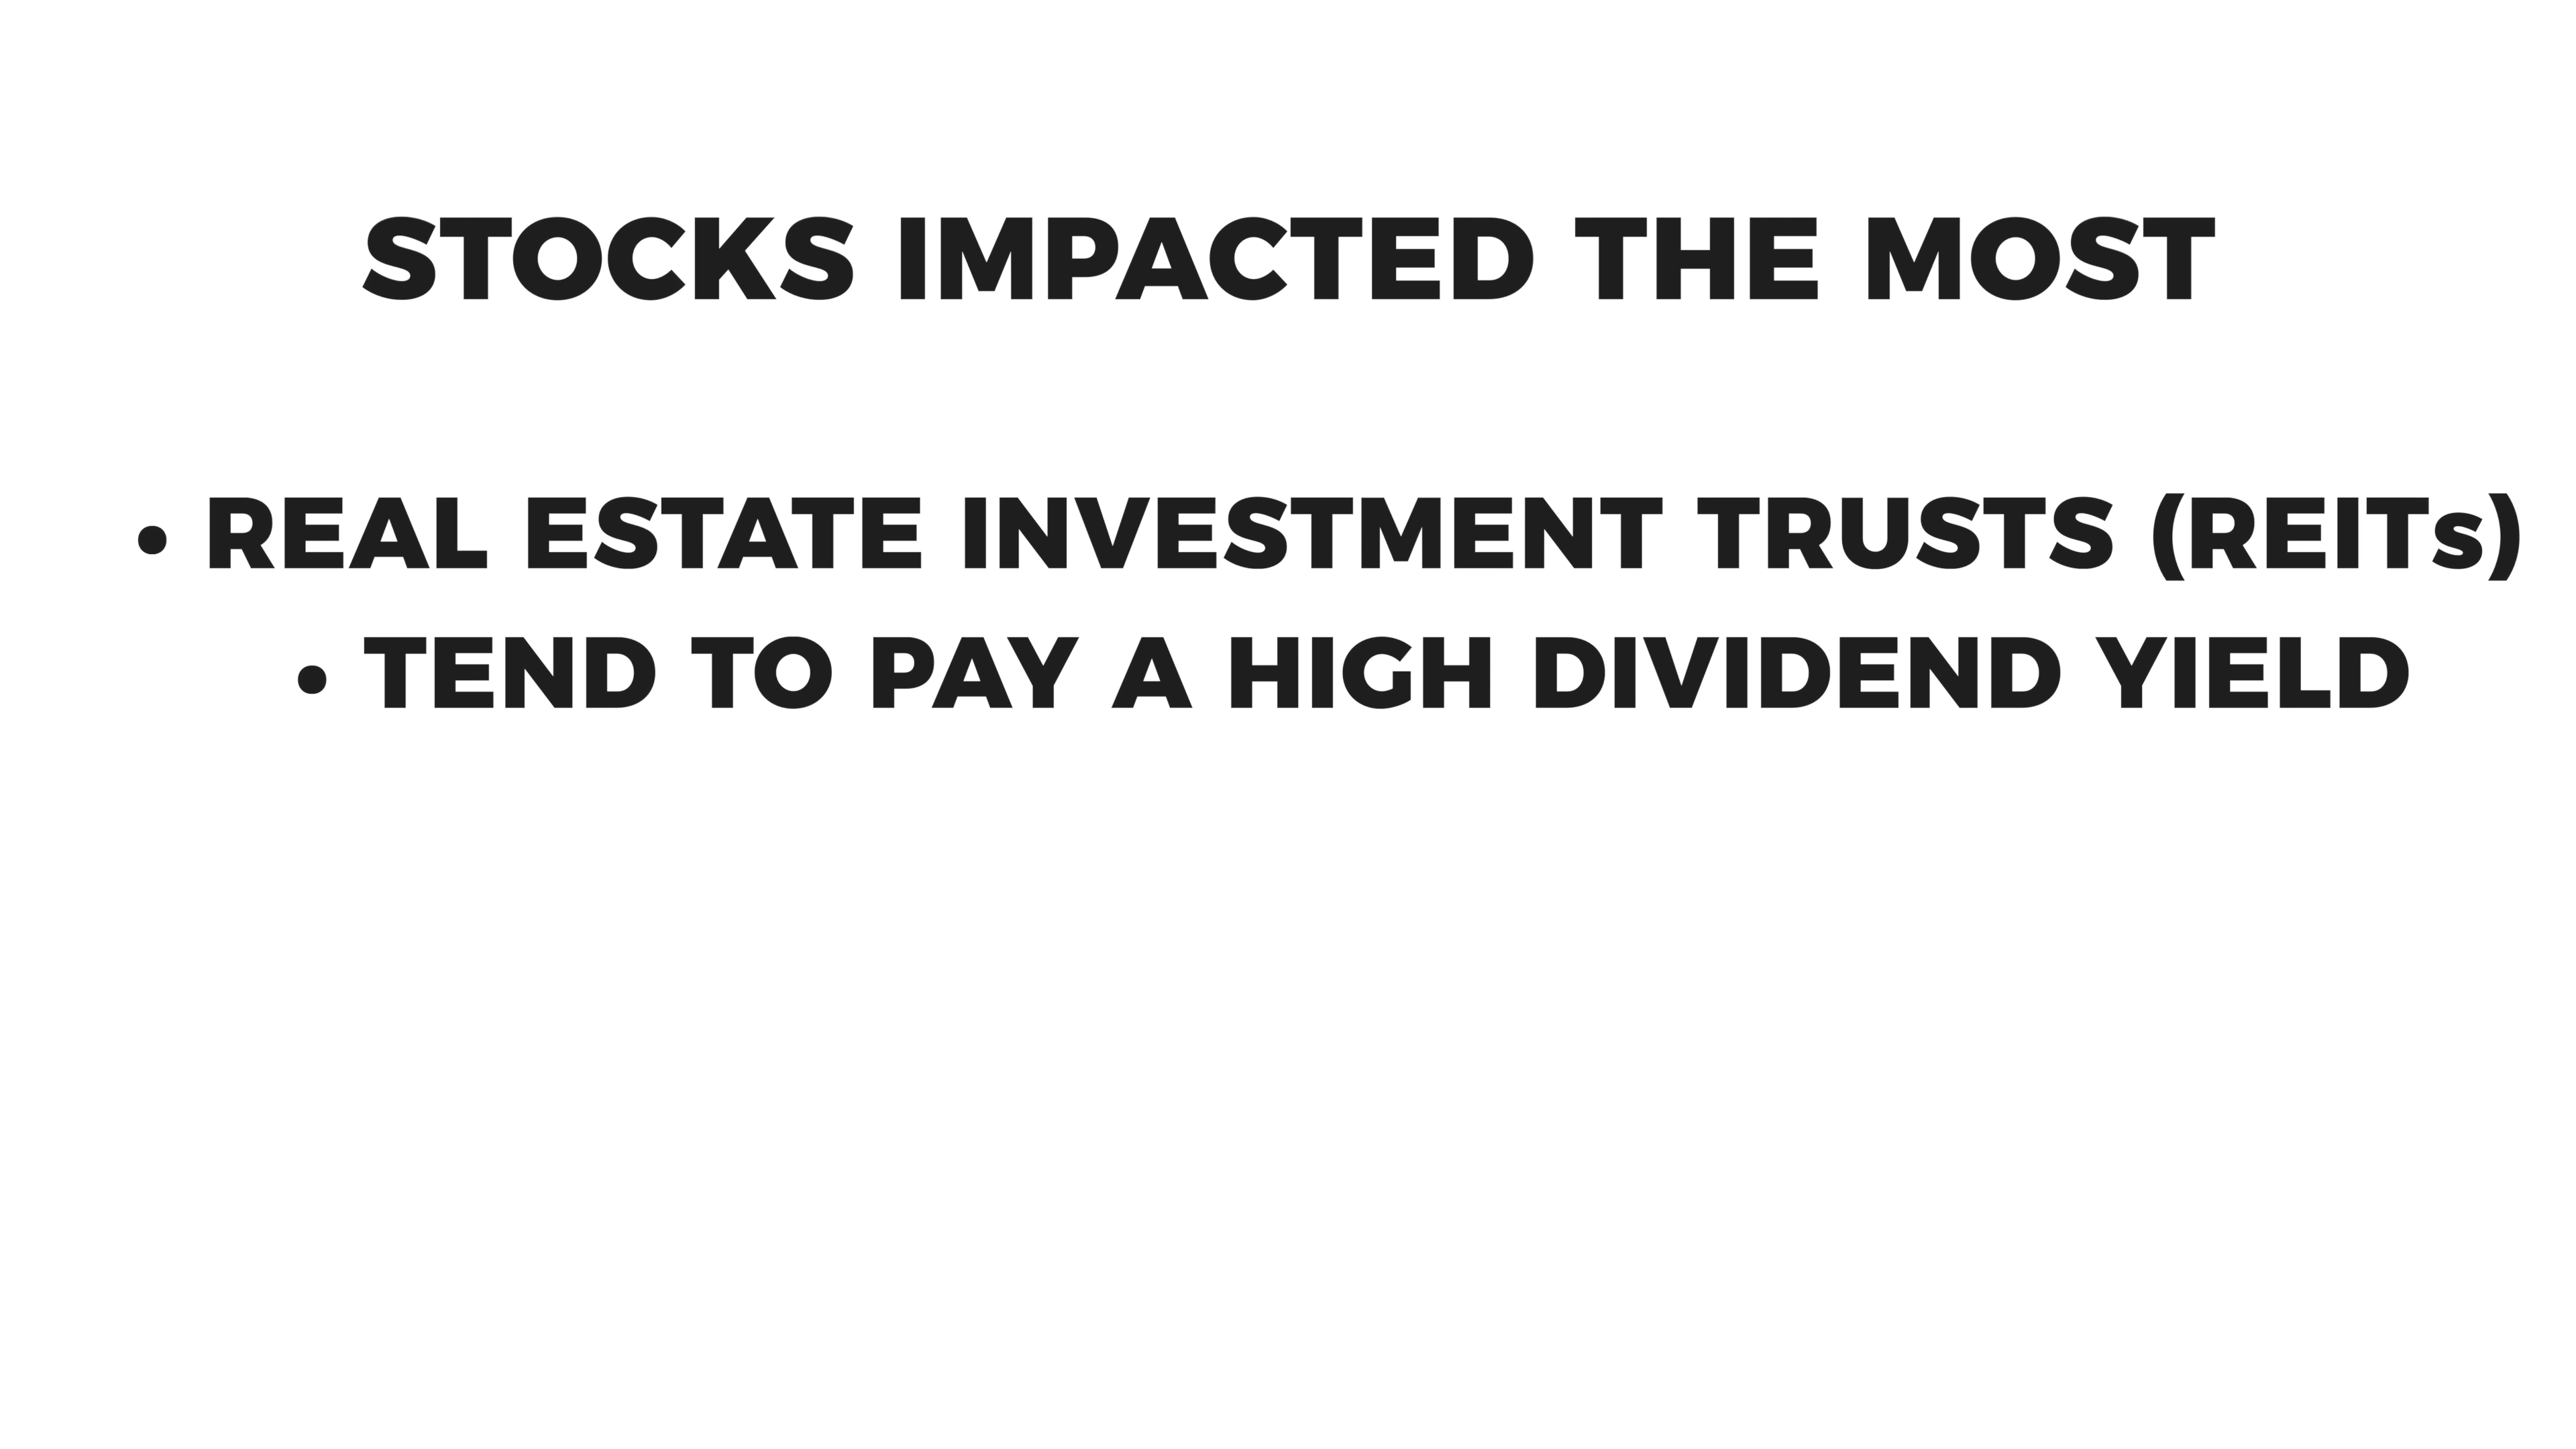 STOCKS IMPACTED THE MOST
• REAL ESTATE INVESTMENT TRUSTS (REITs)
• TEND TO PAY A HIGH DIVIDEND YIELD